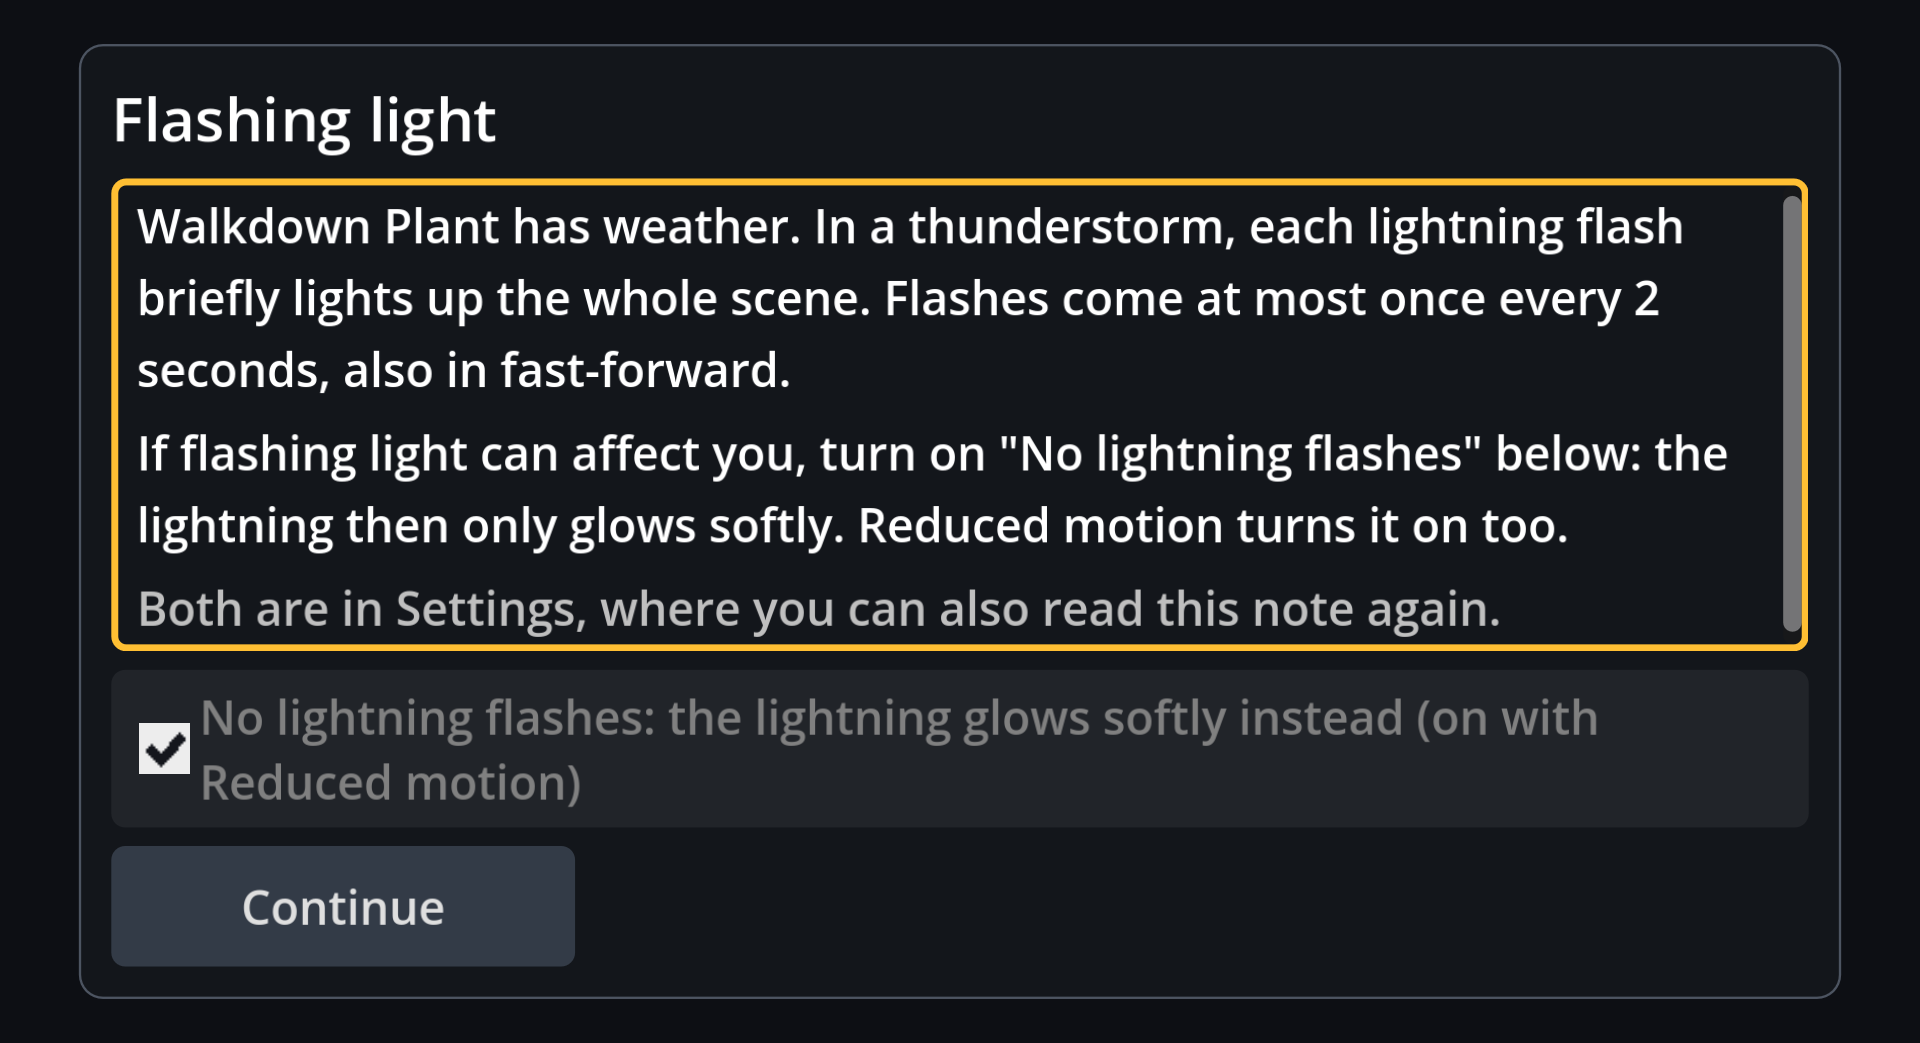 Flashing light
Walkdown Plant has weather. In a thunderstorm, each lightning flash
briefly lights up the whole scene. Flashes come at most once every 2
seconds, also in fast-forward.
If flashing light can affect you, turn on "No lightning flashes" below: the
lightning then only glows softly. Reduced motion turns it on too.
Both are in Settings, where you can also read this note again.
No lightning flashes: the lightning glows softly instead (on with
Reduced motion)
Continue